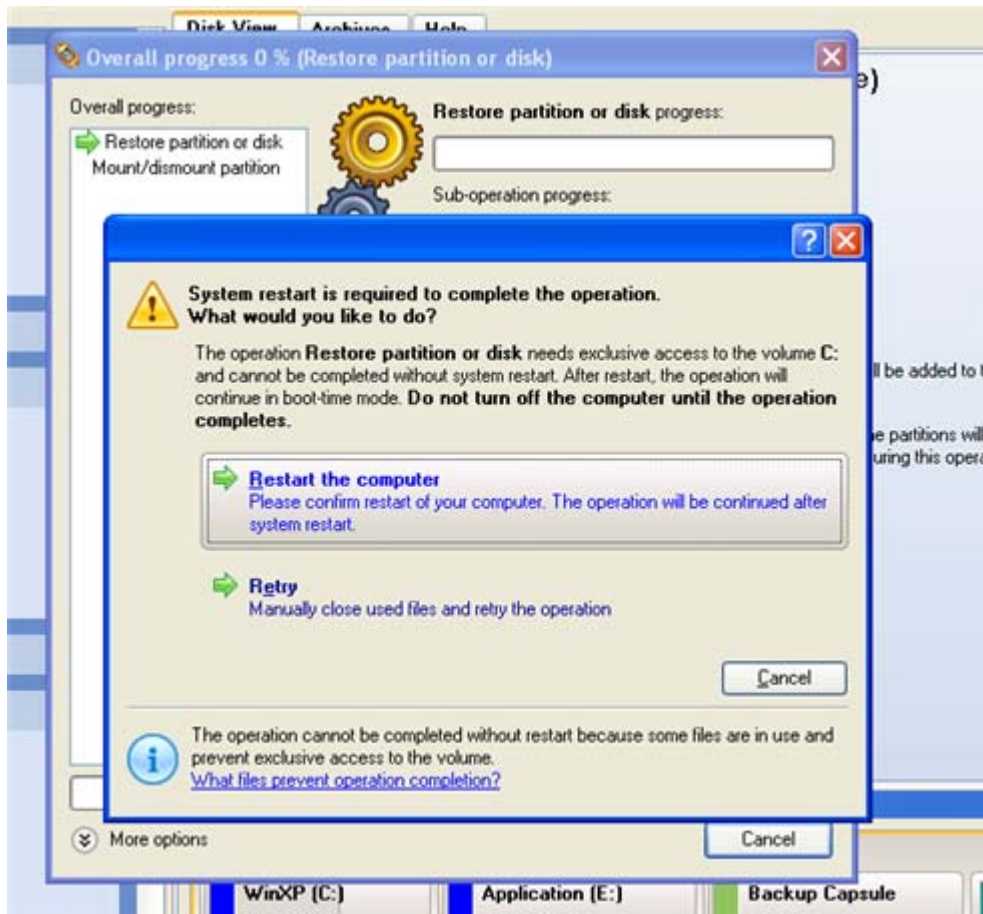 Disk View Archives Help
Overall progress 0 % (Restore partition or disk)
e)
Overall progress:
Restore partition or disk progress:
Restore partition or disk
Mount/dismount partition
Sub-operation progress:
System restart is required to complete the operation.
What would you like to do?
The operation Restore partition or disk needs exclusive access to the volume C:
and cannot be completed without system restart. After restart, the operation will
continue in boot-time mode. Do not turn off the computer until the operation
completes.
ll be added to t
e partitions will
uring this opera
Restart the computer
Please confirm restart of your computer. The operation will be continued after
system restart.
Retry
Manually close used files and retry the operation
Cancel
The operation cannot be completed without restart because some files are in use and
prevent exclusive access to the volume.
What files prevent operation completion?
More options
Cancel
WinXP (C:) Application (E:) Backup Capsule